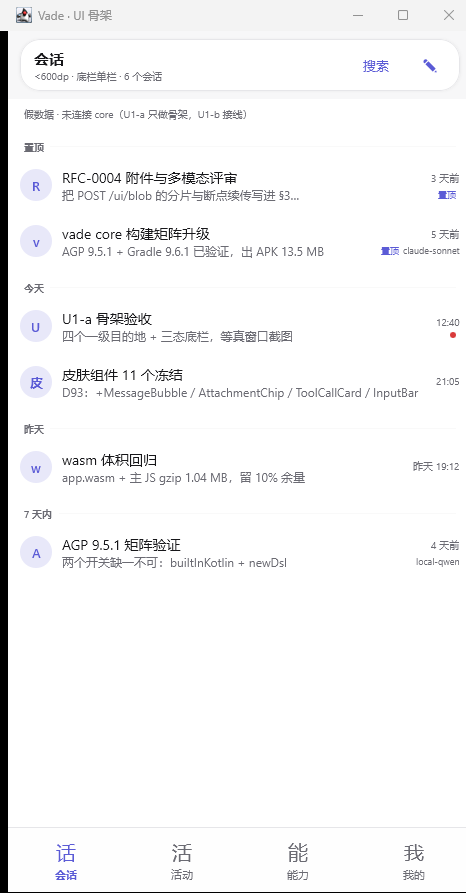 Vade · UI 骨架
会话
<600dp · 底栏单栏 · 6 个会话
搜索
假数据 · 未连接 core（U1-a 只做骨架，U1-b 接线）
置顶
R
RFC-0004 附件与多模态评审
3 天前
把 POST /ui/blob 的分片与断点续传写进 §3...
置顶
v
vade core 构建矩阵升级
5 天前
AGP 9.5.1 + Gradle 9.6.1 已验证，出 APK 13.5 MB
置顶 claude-sonnet
今天
U
U1-a 骨架验收
12:40
四个一级目的地 + 三态底栏，等真窗口截图
皮
皮肤组件 11 个冻结
21:05
D93：+MessageBubble / AttachmentChip / ToolCallCard / InputBar
昨天
w
wasm 体积回归
昨天 19:12
app.wasm + 主 JS gzip 1.04 MB，留 10% 余量
7 天内
A
AGP 9.5.1 矩阵验证
4 天前
两个开关缺一不可：builtInKotlin + newDsl
local-qwen
话 活 能 我
会话 活动 能力 我的